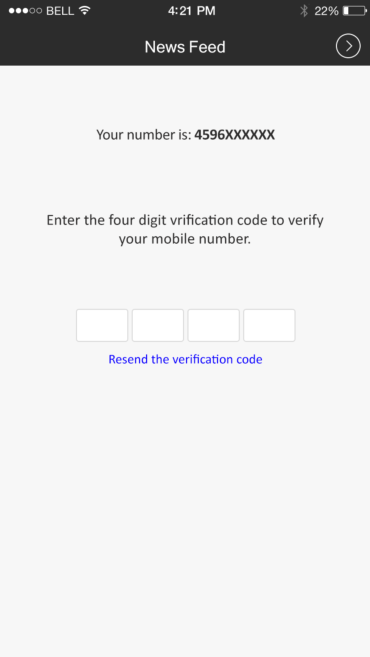 BELL 4:21 PM 22%
News Feed
Your number is: 4596XXXXXX
Enter the four digit vrification code to verify
your mobile number.
Resend the verification code